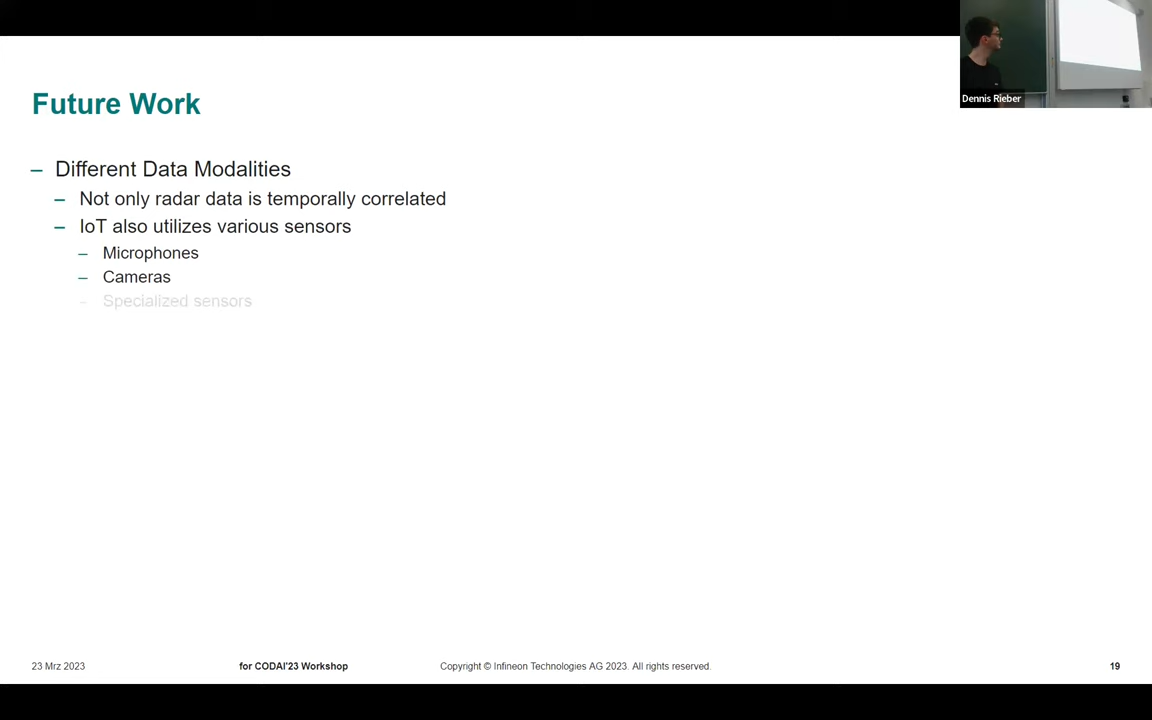 Dennis Rieber
Future Work
– Different Data Modalities
– Not only radar data is temporally correlated
– IoT also utilizes various sensors
– Microphones
– Cameras
– Specialized sensors
23 Mrz 2023 for CODAI'23 Workshop Copyright © Infineon Technologies AG 2023. All rights reserved. 19